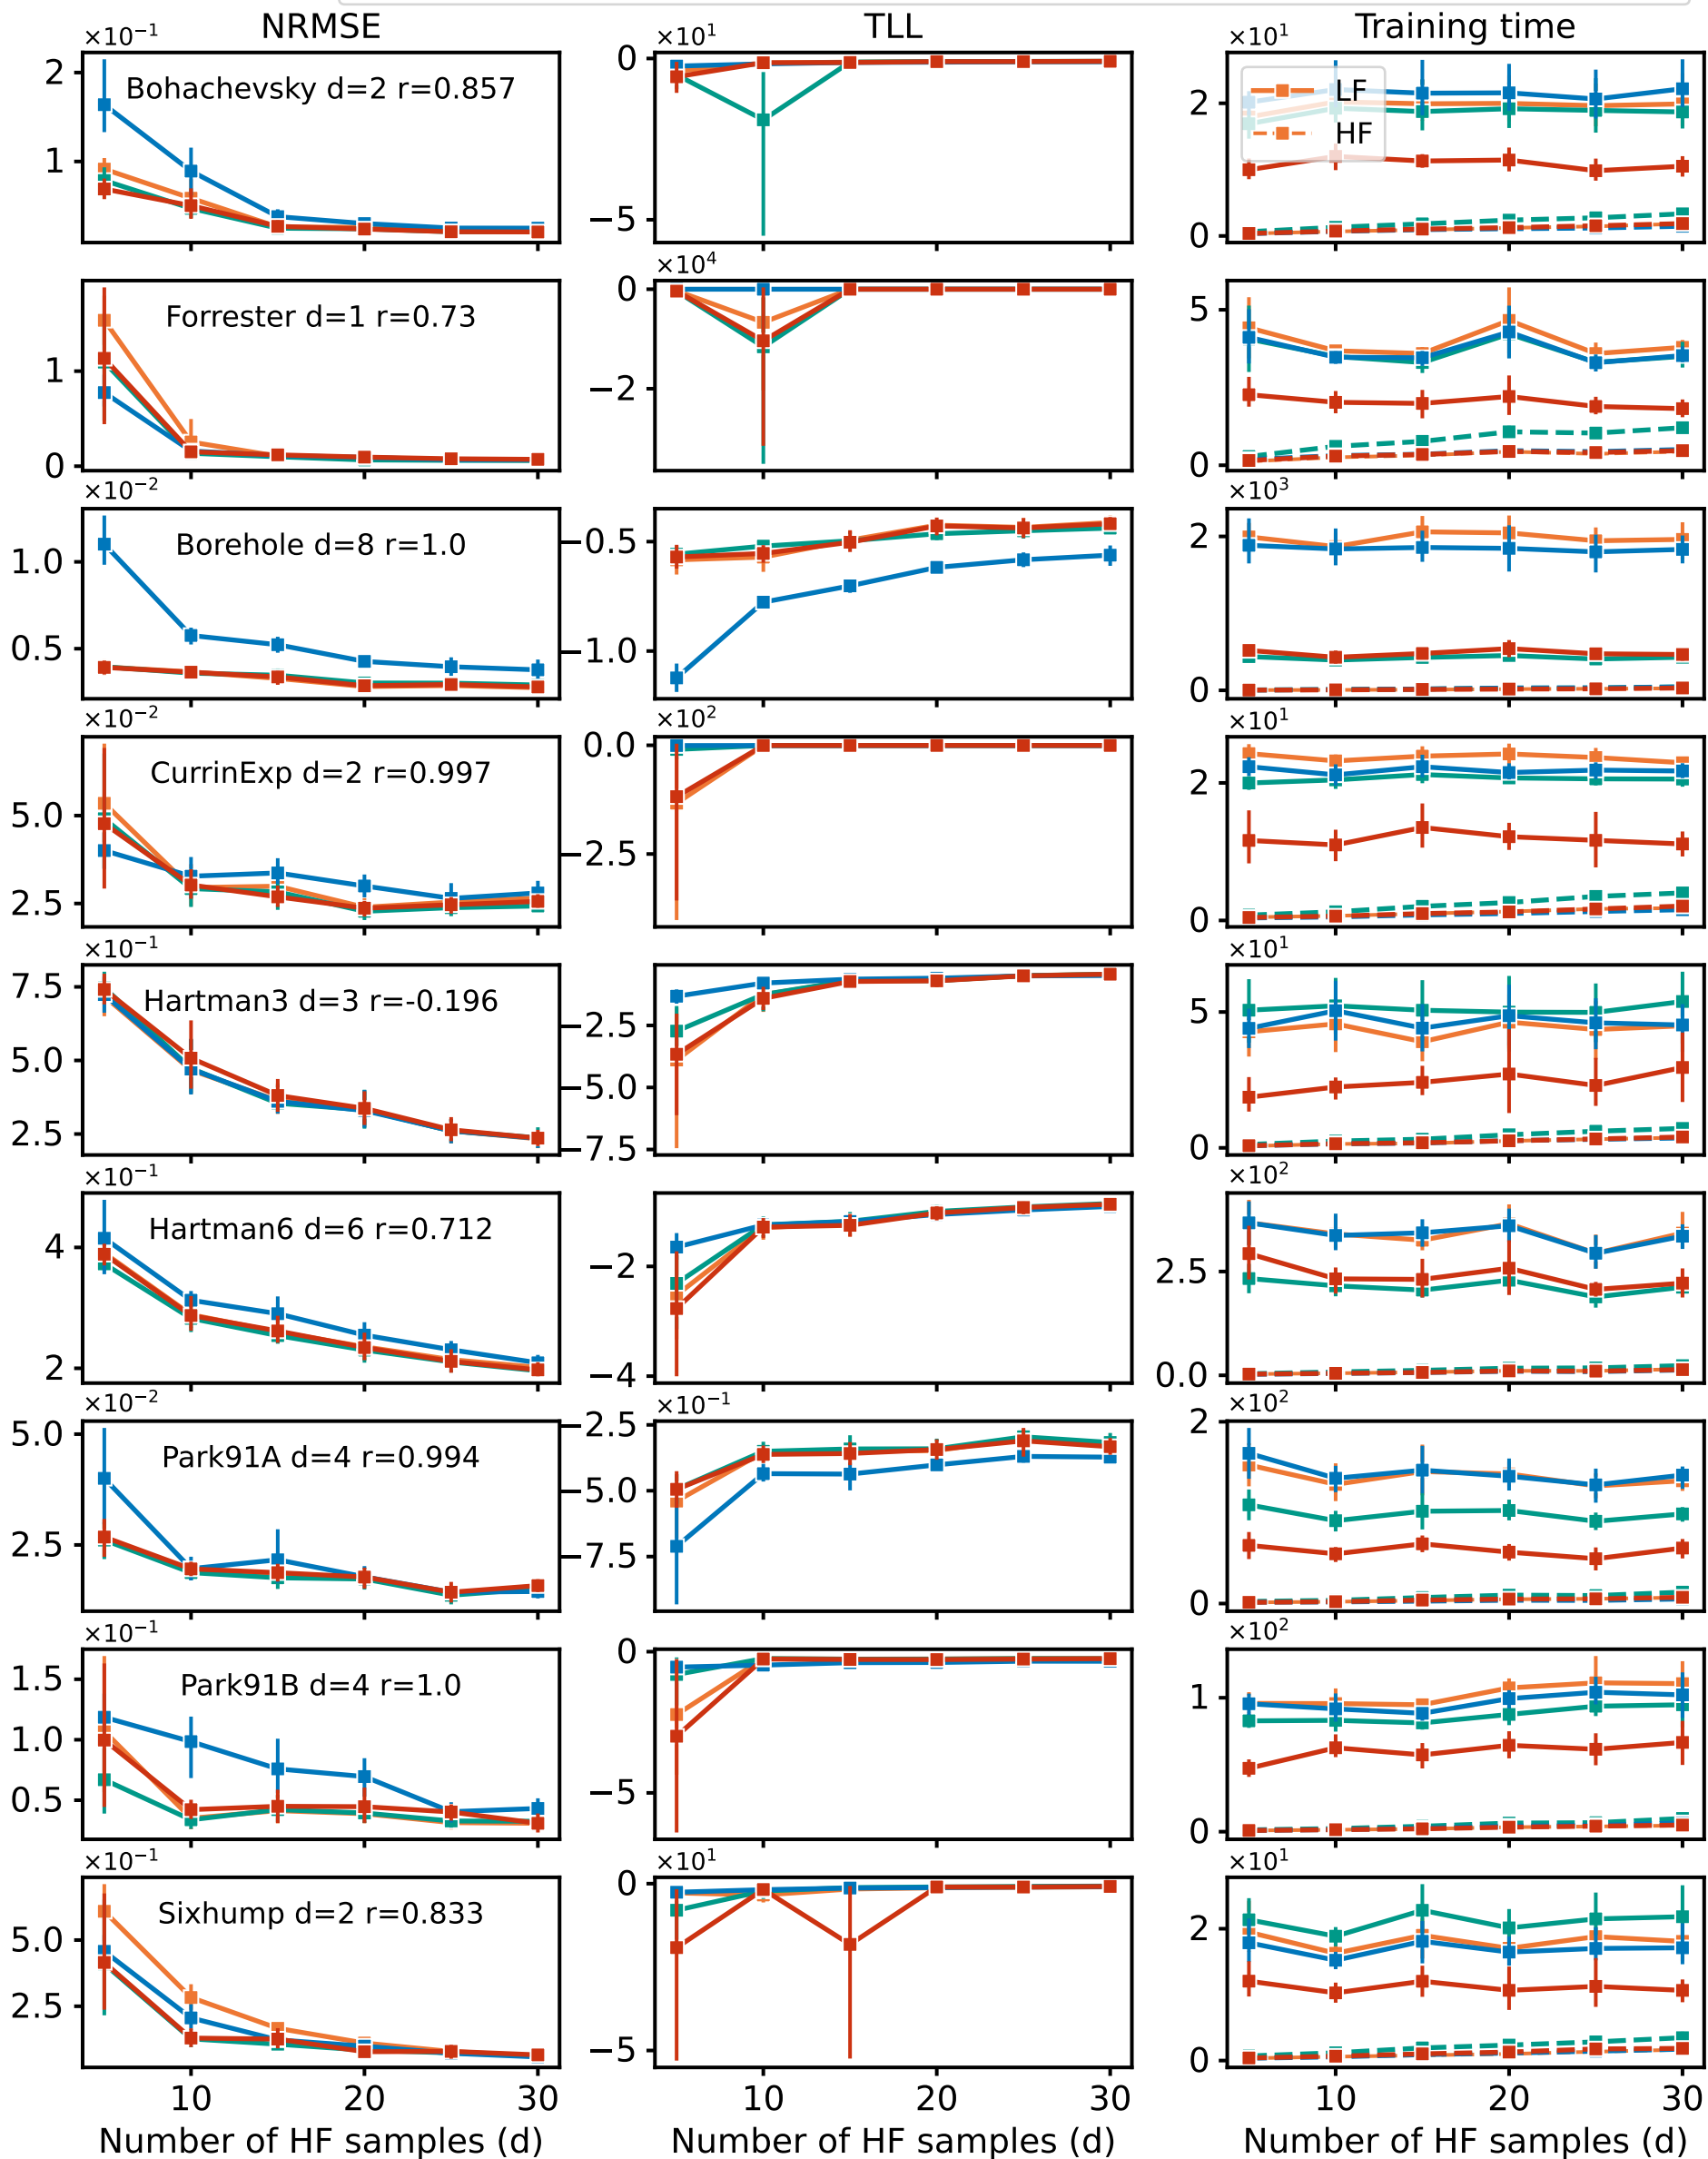 NRMSE TLL Training time
×10⁻¹ ×10¹ ×10¹
2 1 Bohachevsky d=2 r=0.857
0 −5
2 0
LF
HF
×10⁴
1 0 Forrester d=1 r=0.73
0 −2
5 0
×10⁻² ×10³
1.0 0.5 Borehole d=8 r=1.0
−0.5 −1.0
2 0
×10⁻² ×10² ×10¹
5.0 2.5 CurrinExp d=2 r=0.997
0.0 −2.5
2 0
×10⁻¹ ×10¹
7.5 5.0 2.5 Hartman3 d=3 r=-0.196
−2.5 −5.0 −7.5
5 0
×10⁻¹ ×10²
4 2 Hartman6 d=6 r=0.712
−2 −4
2.5 0.0
×10⁻² ×10⁻¹ ×10²
5.0 2.5 Park91A d=4 r=0.994
−2.5 −5.0 −7.5
2 0
×10⁻¹ ×10²
1.5 1.0 0.5 Park91B d=4 r=1.0
0 −5
1 0
×10⁻¹ ×10¹ ×10¹
5.0 2.5 Sixhump d=2 r=0.833
0 −5
2 0
10 20 30 10 20 30 10 20 30
Number of HF samples (d) Number of HF samples (d) Number of HF samples (d)